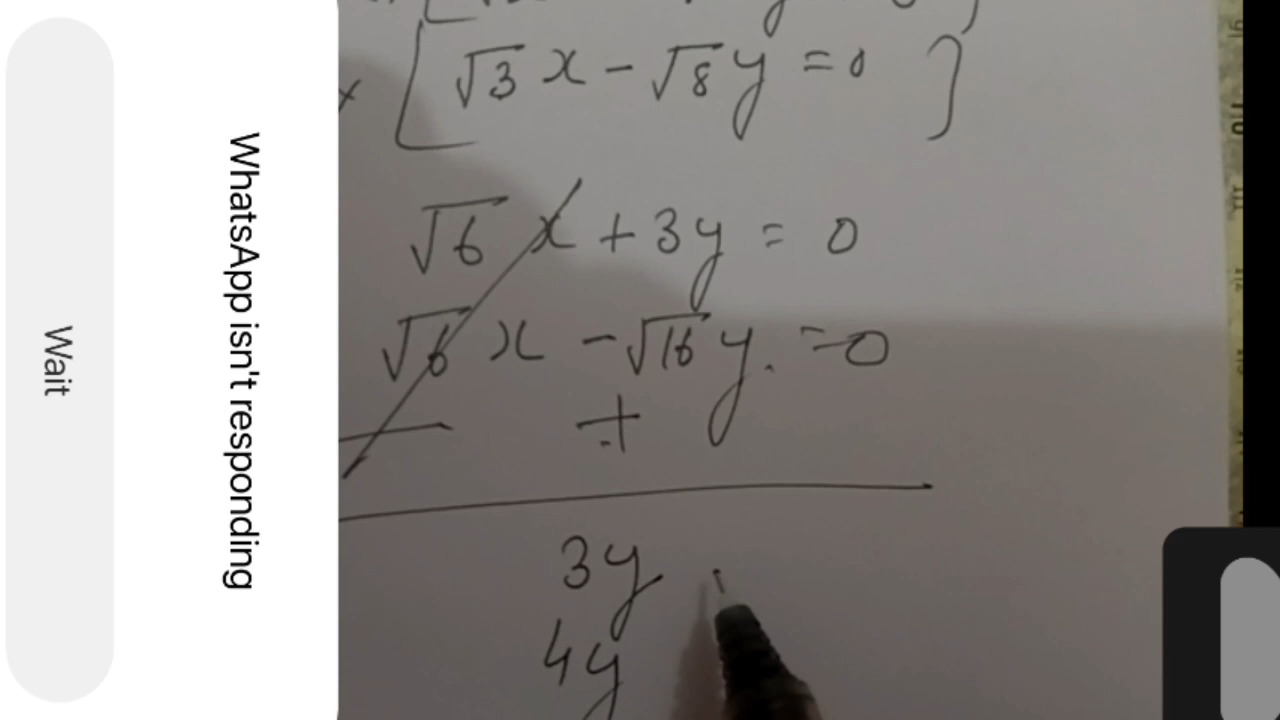 WhatsApp isn't responding
Wait
× [ √3 x - √8 y = 0 ]
√6 x + 3y = 0
√6 x - √16 y. = 0
- +
3y
4y